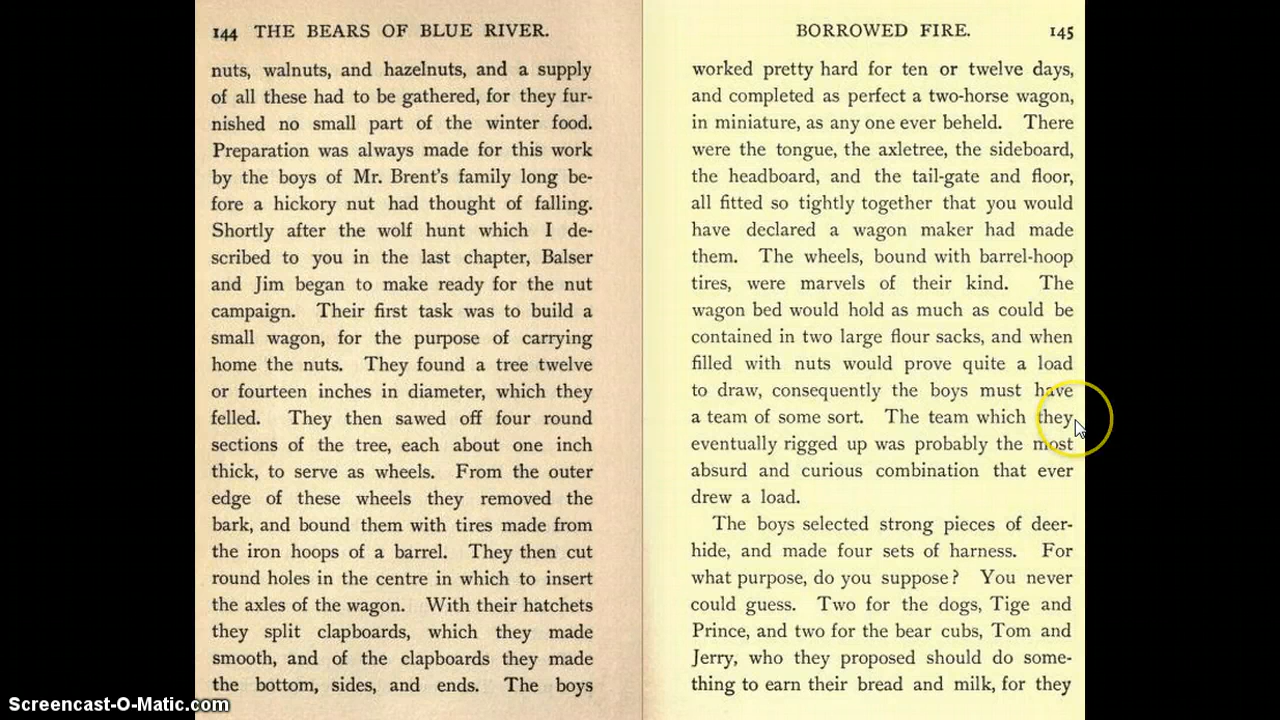 144 THE BEARS OF BLUE RIVER.
nuts, walnuts, and hazelnuts, and a supply
of all these had to be gathered, for they fur-
nished no small part of the winter food.
Preparation was always made for this work
by the boys of Mr. Brent's family long be-
fore a hickory nut had thought of falling.
Shortly after the wolf hunt which I de-
scribed to you in the last chapter, Balser
and Jim began to make ready for the nut
campaign. Their first task was to build a
small wagon, for the purpose of carrying
home the nuts. They found a tree twelve
or fourteen inches in diameter, which they
felled. They then sawed off four round
sections of the tree, each about one inch
thick, to serve as wheels. From the outer
edge of these wheels they removed the
bark, and bound them with tires made from
the iron hoops of a barrel. They then cut
round holes in the centre in which to insert
the axles of the wagon. With their hatchets
they split clapboards, which they made
smooth, and of the clapboards they made
the bottom, sides, and ends. The boys
BORROWED FIRE. 145
worked pretty hard for ten or twelve days,
and completed as perfect a two-horse wagon,
in miniature, as any one ever beheld. There
were the tongue, the axletree, the sideboard,
the headboard, and the tail-gate and floor,
all fitted so tightly together that you would
have declared a wagon maker had made
them. The wheels, bound with barrel-hoop
tires, were marvels of their kind. The
wagon bed would hold as much as could be
contained in two large flour sacks, and when
filled with nuts would prove quite a load
to draw, consequently the boys must have
a team of some sort. The team which they
eventually rigged up was probably the most
absurd and curious combination that ever
drew a load.
The boys selected strong pieces of deer-
hide, and made four sets of harness. For
what purpose, do you suppose? You never
could guess. Two for the dogs, Tige and
Prince, and two for the bear cubs, Tom and
Jerry, who they proposed should do some-
thing to earn their bread and milk, for they
Screencast-O-Matic.com